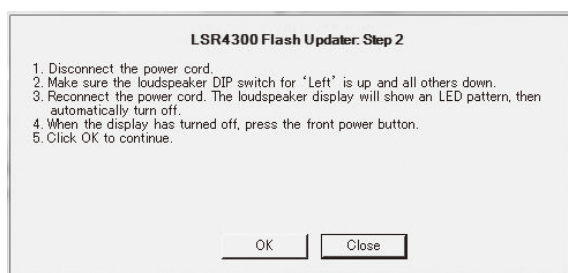 LSR4300 Flash Updater: Step 2
1. Disconnect the power cord.
2. Make sure the loudspeaker DIP switch for 'Left' is up and all others down.
3. Reconnect the power cord. The loudspeaker display will show an LED pattern, then
automatically turn off.
4. When the display has turned off, press the front power button.
5. Click OK to continue.
OK
Close